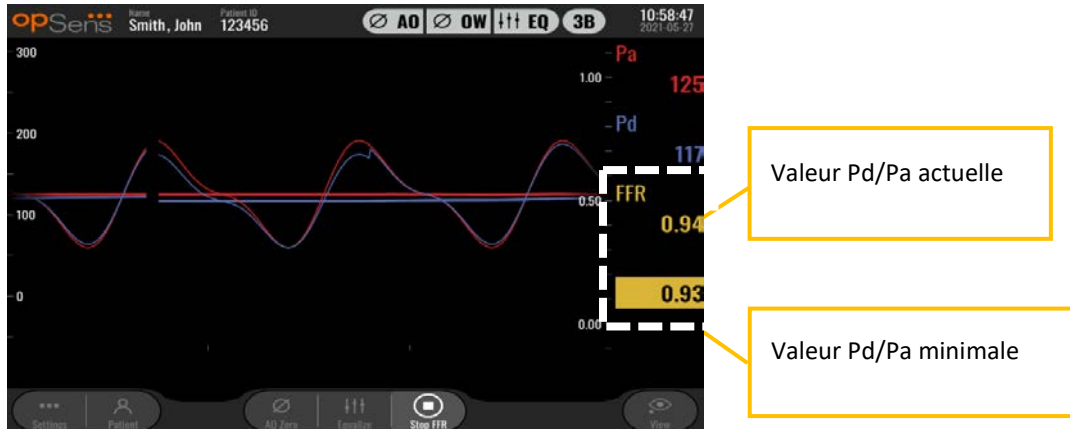 opSens Name Patient ID Ø AO Ø OW EQ 3B 10:58:47
Smith, John 123456 2021-05-27
300
Pa
1.00
125
200
Pd
117
Valeur Pd/Pa actuelle
FFR
0.50
100
0.94
0
0.93
0.00
Valeur Pd/Pa minimale
Settings Patient AO Zero Equalize Stop FFR View